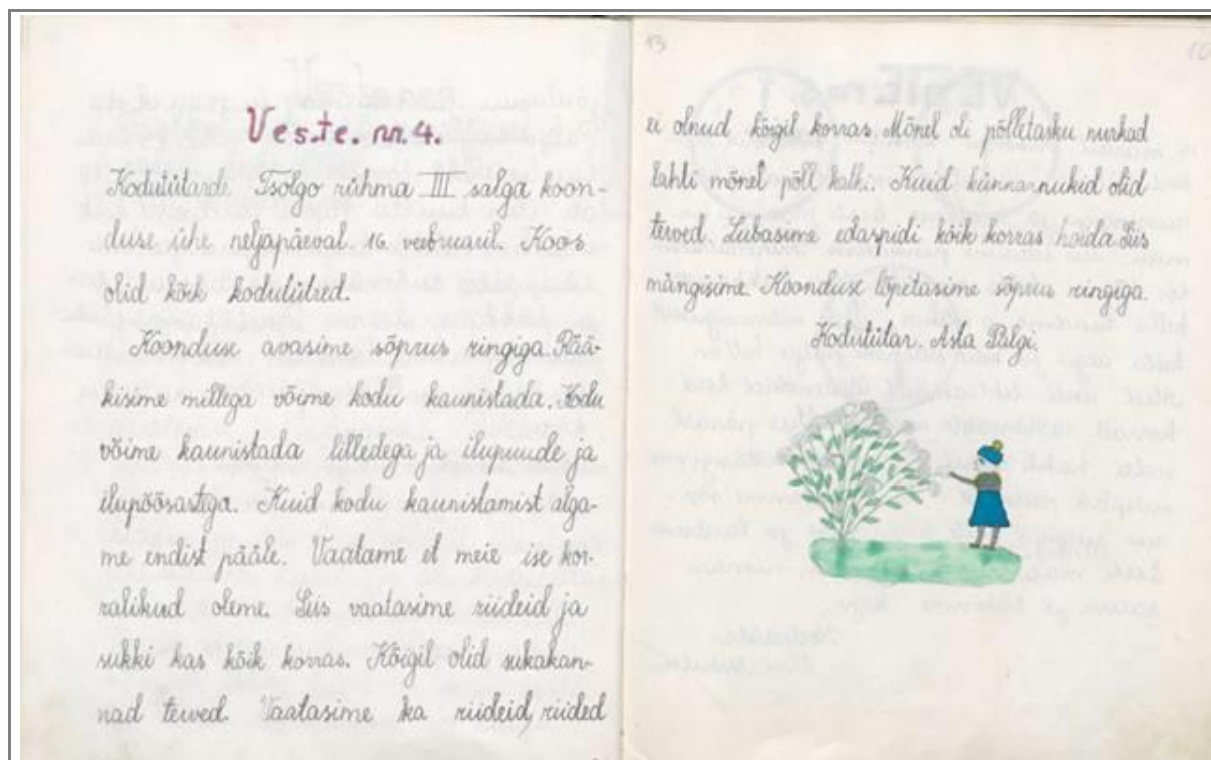 Veste. nr. 4.
Kodutütarde Tsolgo rühma III salga koon-
duse ühe neljapäeval 16. veebruaril. Koos
olid kõik kodutütred.
Koonduse avasime sõprus ringiga. Rää-
kisime millega võime kodu kaunistada. Kodu
võime kaunistada lilledega ja ilupuude ja
ilupõõsastega. Kuid kodu kaunistamist alga-
me endist pääle. Vaatame et meie ise kor-
ralikud oleme. Siis vaatasime riideid ja
sukki kas kõik korras. Kõigil olid sukakan-
nad terved. Vaatasime ka riideid, riided
13
10
ei olnud kõigil korras. Mõnel oli põlletasku nurkad
lahti mõnel põll katki. Kuid künnarnukid olid
terved. Lubasime edaspidi kõik korras hoida. Siis
mängisime. Koonduse lõpetasime sõprus ringiga.
Kodutütar. Asta Palgi.